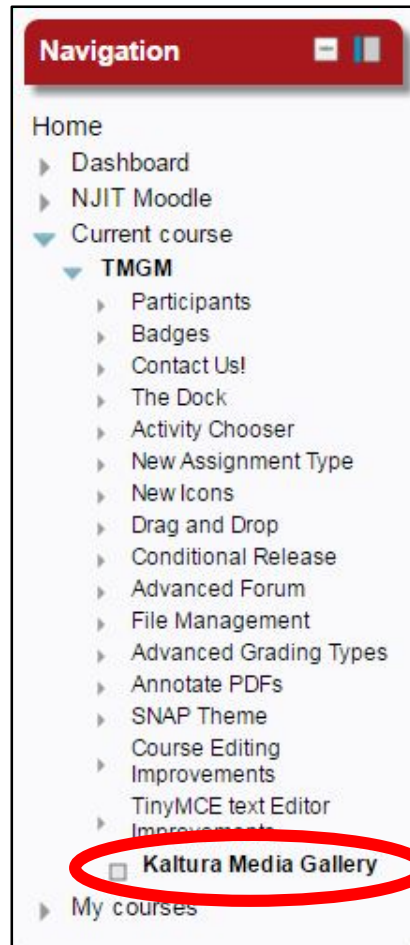 Navigation
Home
Dashboard
NJIT Moodle
Current course
TMGM
Participants
Badges
Contact Us!
The Dock
Activity Chooser
New Assignment Type
New Icons
Drag and Drop
Conditional Release
Advanced Forum
File Management
Advanced Grading Types
Annotate PDFs
SNAP Theme
Course Editing
Improvements
TinyMCE text Editor
Improvements
Kaltura Media Gallery
My courses